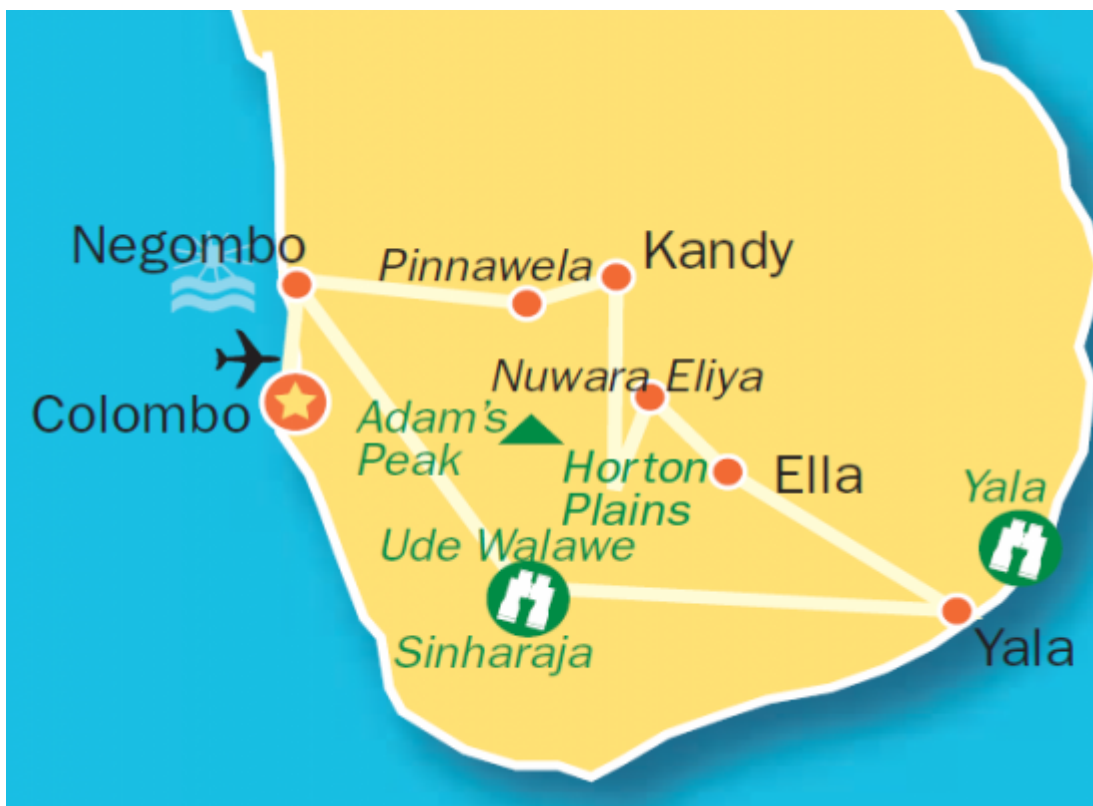 Negombo
Pinnawela
Kandy
Nuwara Eliya
Colombo
Adam's
Peak
Horton
Plains
Ella
Yala
Ude Walawe
Sinharaja
Yala